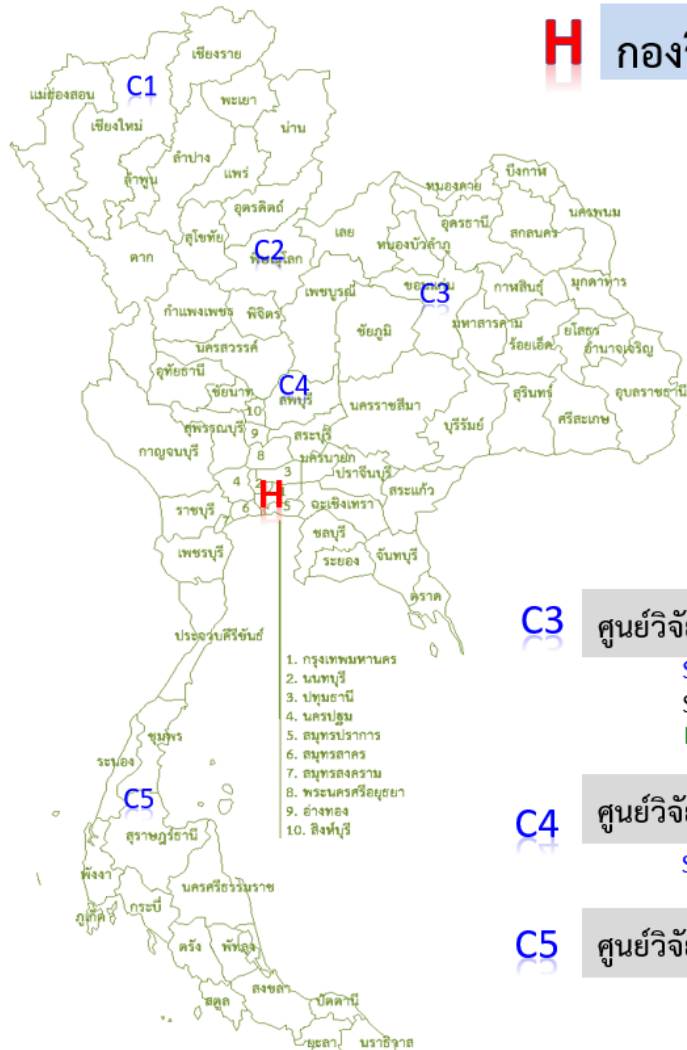 H กองวิ
เชียงราย
C1
แม่ฮ่องสอน
พะเยา
เชียงใหม่
น่าน
ลำปาง
แพร่
ลำพูน
บึงกาฬ
หนองคาย
อุตรดิตถ์
นครพนม
อุดรธานี
สุโขทัย
เลย
สกลนคร
C2
หนองบัวลำภู
ตาก
พิษณุโลก
เพชรบูรณ์
ขอนแก่น
กาฬสินธุ์
มุกดาหาร
C3
กำแพงเพชร
พิจิตร
มหาสารคาม
ยโสธร
ชัยภูมิ
ร้อยเอ็ด
อำนาจเจริญ
นครสวรรค์
อุทัยธานี
C4
ชัยนาท
ลพบุรี
สุรินทร์
อุบลราชธานี
10
นครราชสีมา
ศรีสะเกษ
สุพรรณบุรี
บุรีรัมย์
9
สระบุรี
กาญจนบุรี
8
นครนายก
3
ปราจีนบุรี
4
2
สระแก้ว
H
5
ฉะเชิงเทรา
ราชบุรี
6
7
ชลบุรี
เพชรบุรี
ระยอง
จันทบุรี
ตราด
ประจวบคีรีขันธ์
1. กรุงเทพมหานคร
2. นนทบุรี
3. ปทุมธานี
4. นครปฐม
5. สมุทรปราการ
6. สมุทรสาคร
7. สมุทรสงคราม
8. พระนครศรีอยุธยา
9. อ่างทอง
10. สิงห์บุรี
ชุมพร
ระนอง
C5
สุราษฎร์ธานี
พังงา
นครศรีธรรมราช
ภูเก็ต
กระบี่
ตรัง
พัทลุง
สงขลา
สตูล
ปัตตานี
ยะลา
นราธิวาส
C3 ศูนย์วิจัย
C4 ศูนย์วิจัย
C5 ศูนย์วิจัย